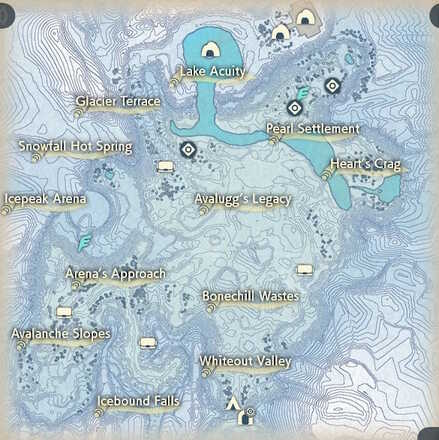 Lake Acuity
Glacier Terrace
Pearl Settlement
Snowfall Hot Spring
Heart's Crag
Icepeak Arena
Avalugg's Legacy
Arena's Approach
Bonechill Wastes
Avalanche Slopes
Whiteout Valley
Icebound Falls